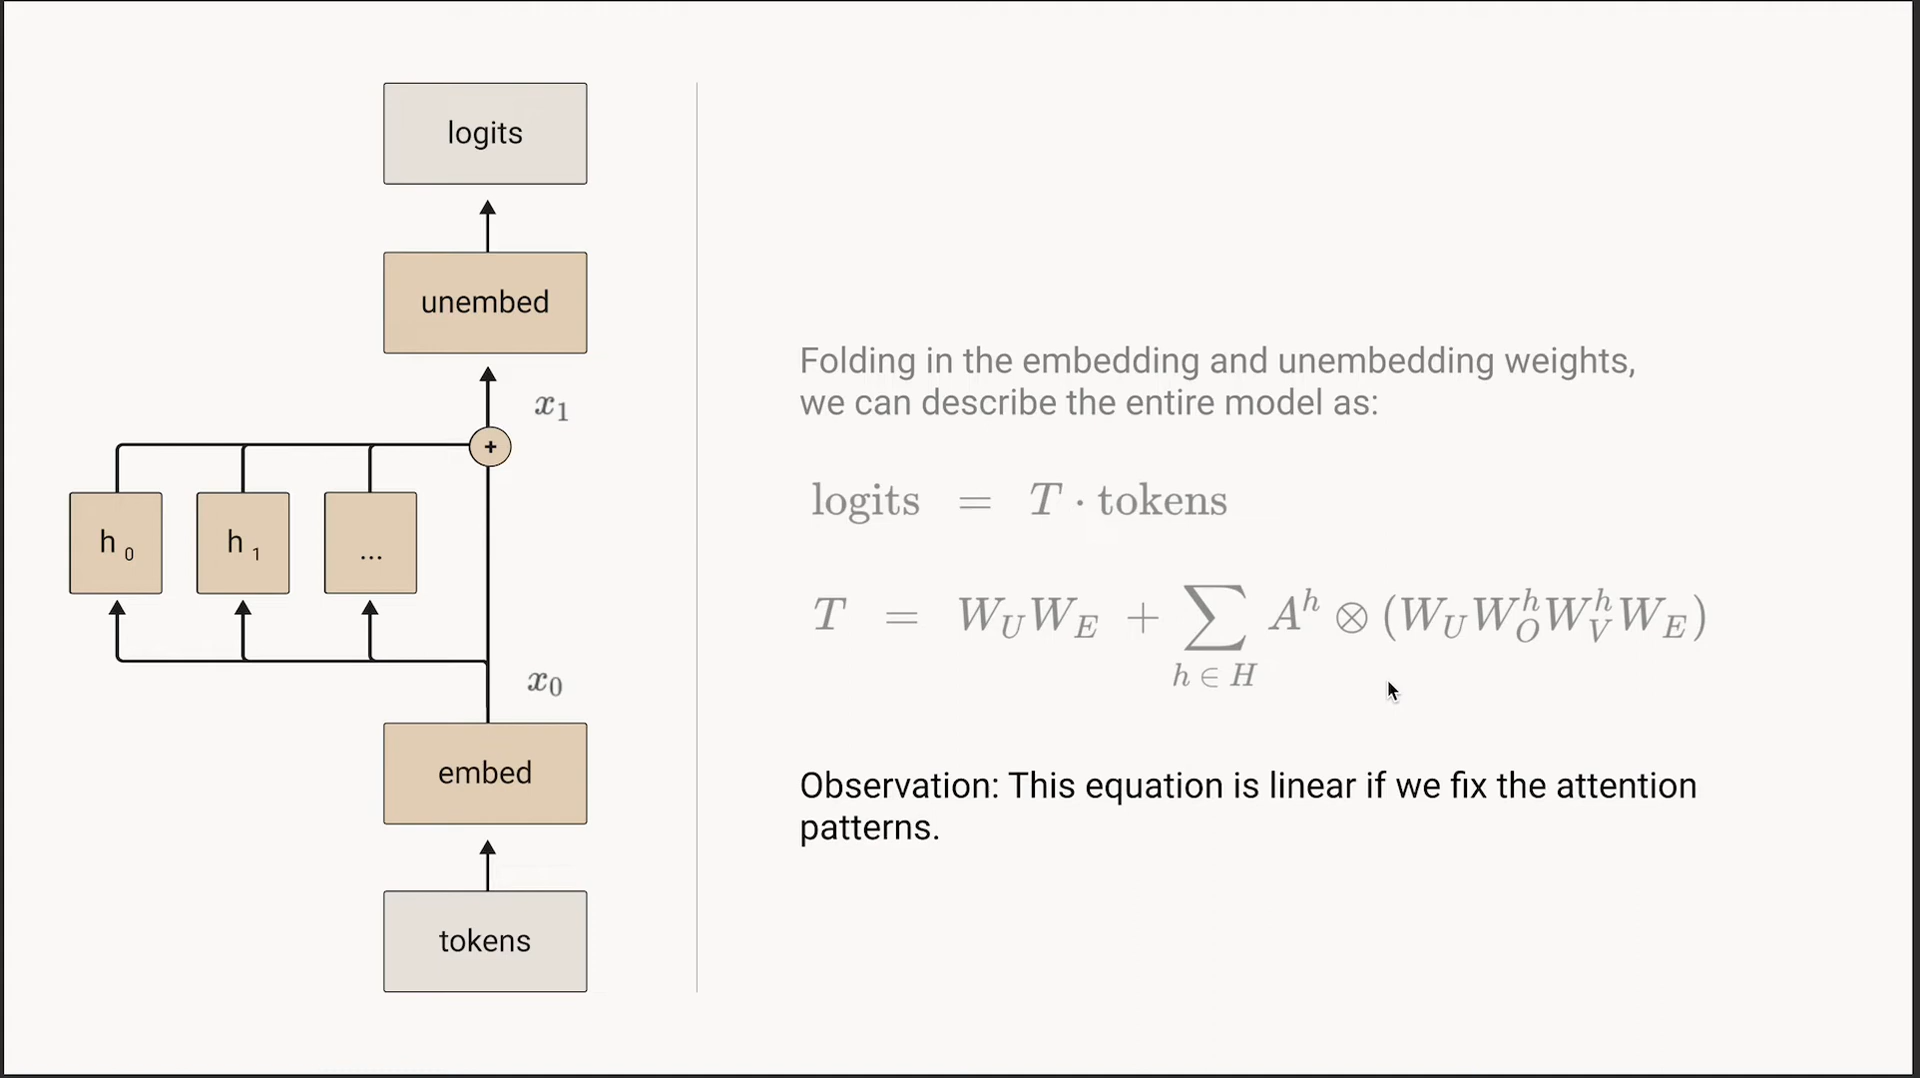 logits
unembed
x₁
+
h ₀
h ₁
...
x₀
embed
tokens
Folding in the embedding and unembedding weights,
we can describe the entire model as:
logits = T · tokens
T = W_U W_E + ∑_{h ∈ H} A^h ⊗ (W_U W_O^h W_V^h W_E)
Observation: This equation is linear if we fix the attention
patterns.